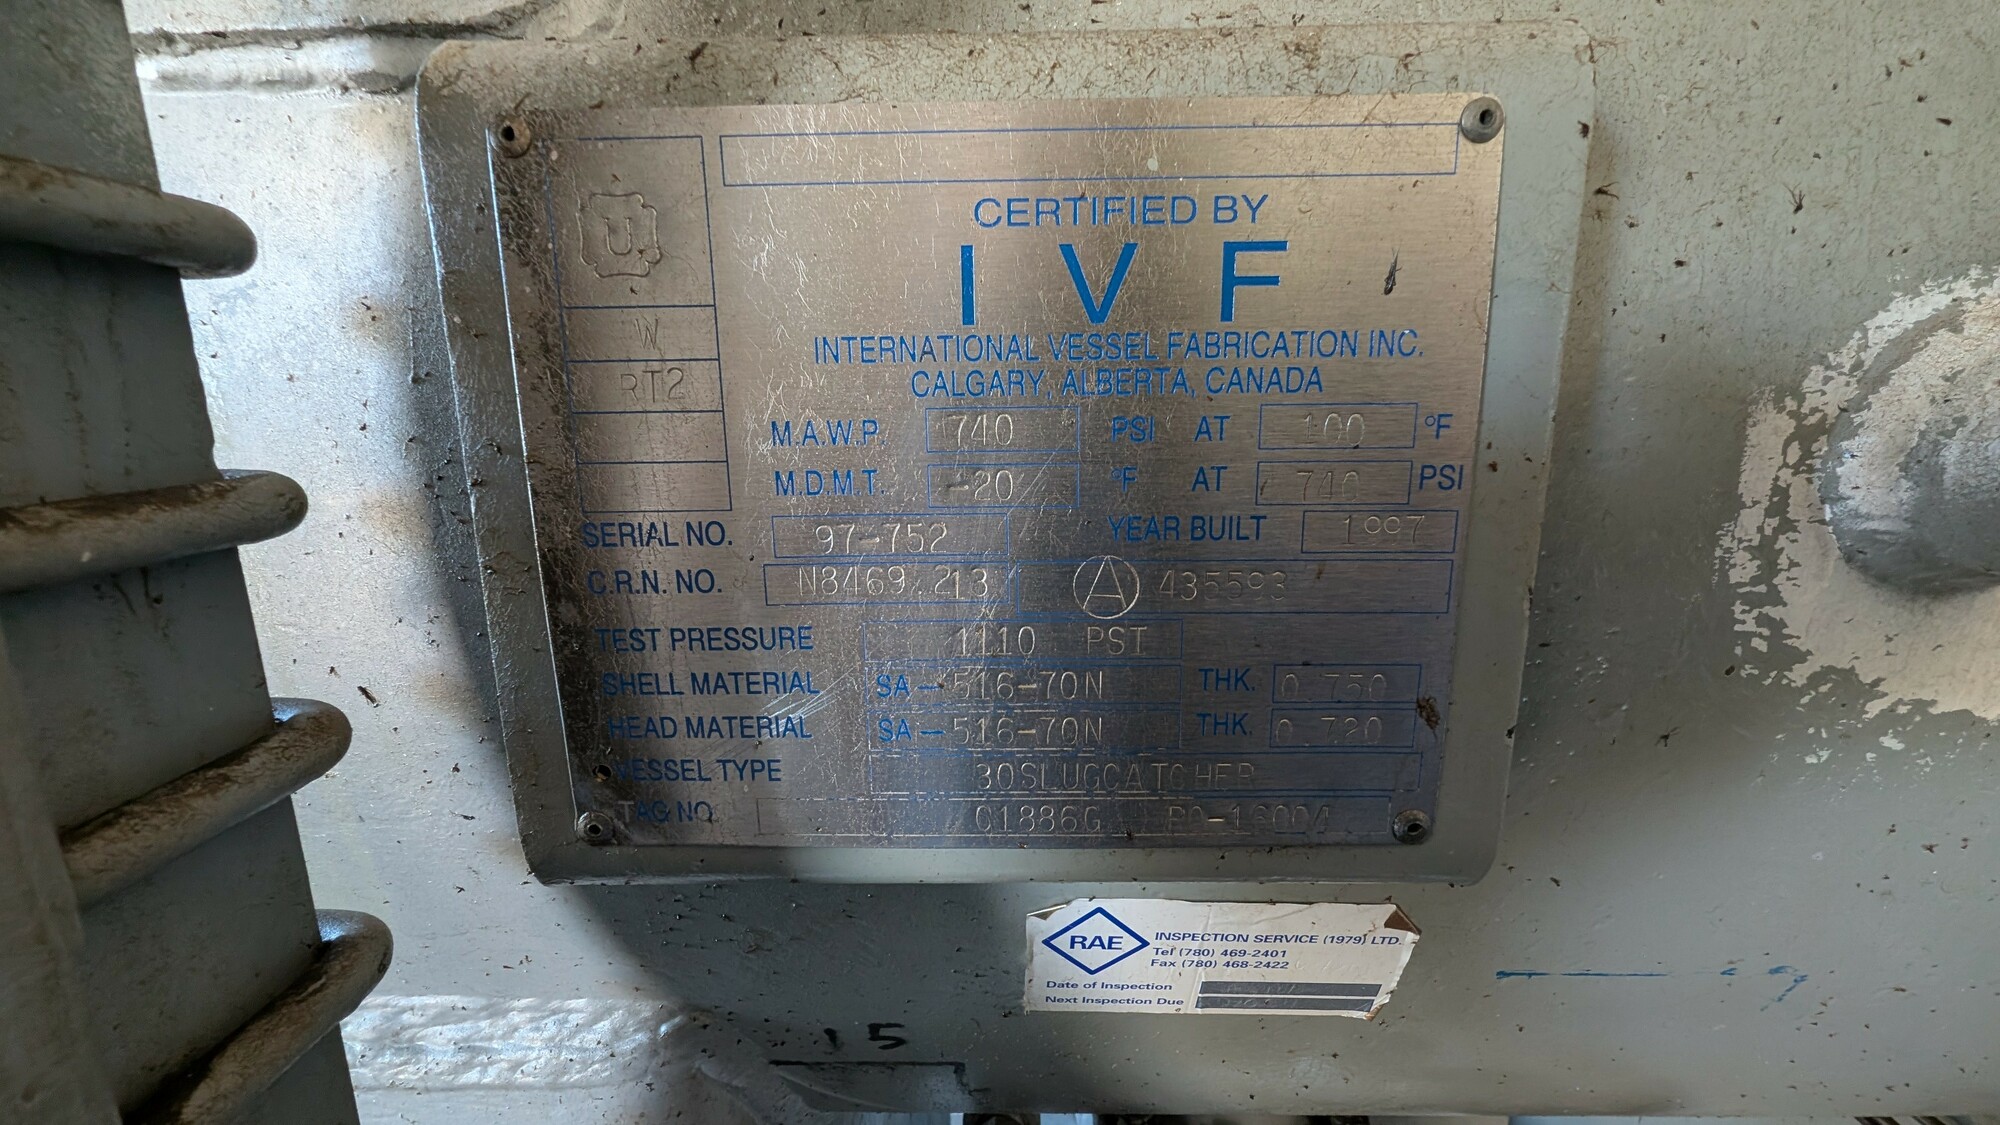 U
W
RT2
CERTIFIED BY
IVF
INTERNATIONAL VESSEL FABRICATION INC.
CALGARY, ALBERTA, CANADA
M.A.W.P. 740 PSI AT 100 °F
M.D.M.T. -20 °F AT 740 PSI
SERIAL NO. 97-752 YEAR BUILT 1997
C.R.N. NO. N8469.213 A 435593
TEST PRESSURE 1110 PSI
SHELL MATERIAL SA-516-70N THK. 0.750
HEAD MATERIAL SA-516-70N THK. 0.720
VESSEL TYPE 30SLUGCATCHER
TAG NO. 01886G
RAE INSPECTION SERVICE (1979) LTD.
Tel (780) 469-2401
Fax (780) 468-2422
Date of Inspection
Next Inspection Due
15